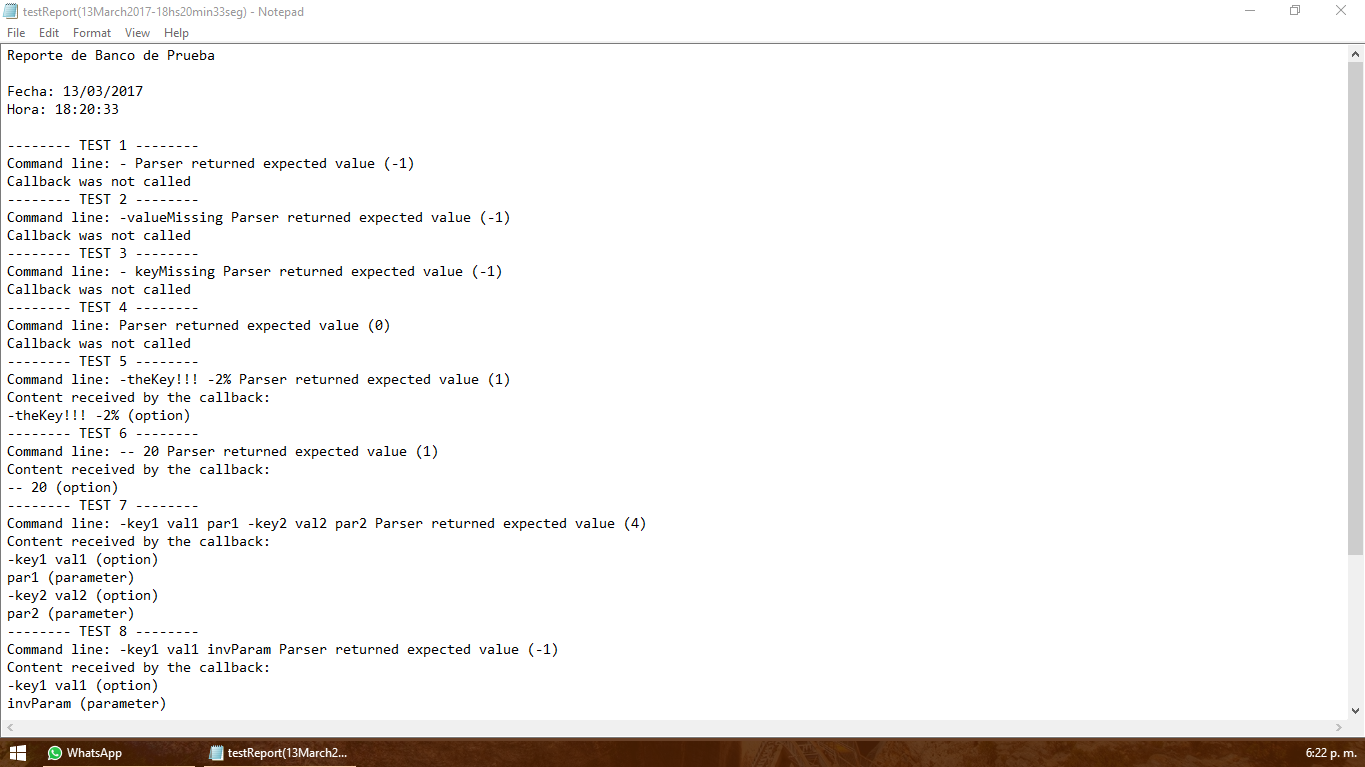 testReport(13March2017-18hs20min33seg) - Notepad
File Edit Format View Help
Reporte de Banco de Prueba
Fecha: 13/03/2017
Hora: 18:20:33
-------- TEST 1 --------
Command line: - Parser returned expected value (-1)
Callback was not called
-------- TEST 2 --------
Command line: -valueMissing Parser returned expected value (-1)
Callback was not called
-------- TEST 3 --------
Command line: - keyMissing Parser returned expected value (-1)
Callback was not called
-------- TEST 4 --------
Command line: Parser returned expected value (0)
Callback was not called
-------- TEST 5 --------
Command line: -theKey!!! -2% Parser returned expected value (1)
Content received by the callback:
-theKey!!! -2% (option)
-------- TEST 6 --------
Command line: -- 20 Parser returned expected value (1)
Content received by the callback:
-- 20 (option)
-------- TEST 7 --------
Command line: -key1 val1 par1 -key2 val2 par2 Parser returned expected value (4)
Content received by the callback:
-key1 val1 (option)
par1 (parameter)
-key2 val2 (option)
par2 (parameter)
-------- TEST 8 --------
Command line: -key1 val1 invParam Parser returned expected value (-1)
Content received by the callback:
-key1 val1 (option)
invParam (parameter)
WhatsApp testReport(13March2... 6:22 p. m.